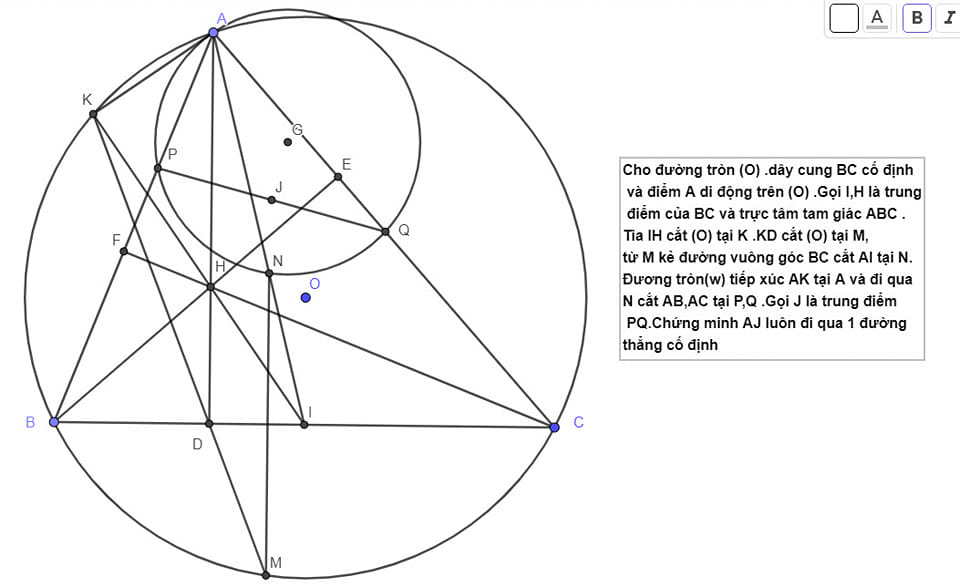 A
B
I
A
K
G
P
E
J
F
Q
H
N
O
B
I
C
D
M
Cho đường tròn (O) .dây cung BC cố định
và điểm A di động trên (O) .Gọi I,H là trung
điểm của BC và trực tâm tam giác ABC .
Tia IH cắt (O) tại K .KD cắt (O) tại M,
từ M kẻ đường vuông góc BC cắt AI tại N.
Đương tròn(w) tiếp xúc AK tại A và đi qua
N cắt AB,AC tại P,Q .Gọi J là trung điểm
PQ.Chứng minh AJ luôn đi qua 1 đường
thẳng cố định